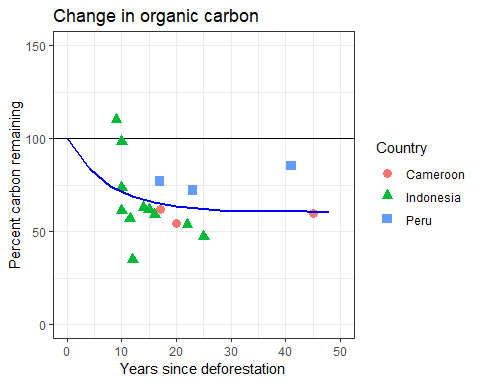 Change in organic carbon
Percent carbon remaining
150
100
50
0
0 10 20 30 40 50
Years since deforestation
Country
Cameroon
Indonesia
Peru